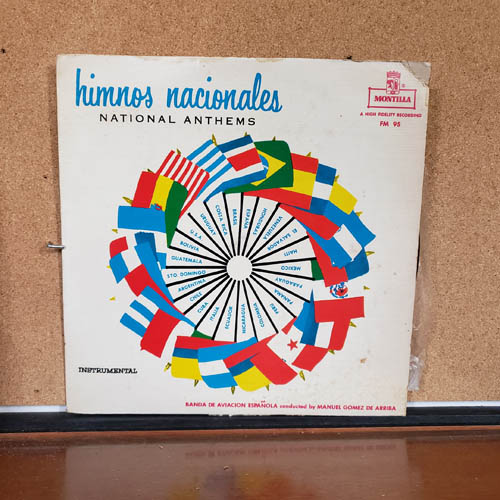 himnos nacionales
NATIONAL ANTHEMS
MONTILLA
A HIGH FIDELITY RECORDING
FM 95
BRASIL
ESPAÑA
HONDURAS
VENEZUELA
EL SALVADOR
HAITI
MEXICO
PARAGUAY
PANAMA
PERU
COLOMBIA
NICARAGUA
ECUADOR
ITALIA
CUBA
CHILE
ARGENTINA
STO DOMINGO
GUATEMALA
BOLIVIA
U.S.A.
URUGUAY
COSTA RICA
INSTRUMENTAL
BANDA DE AVIACION ESPAÑOLA conducted by MANUEL GOMEZ DE ARRIBA